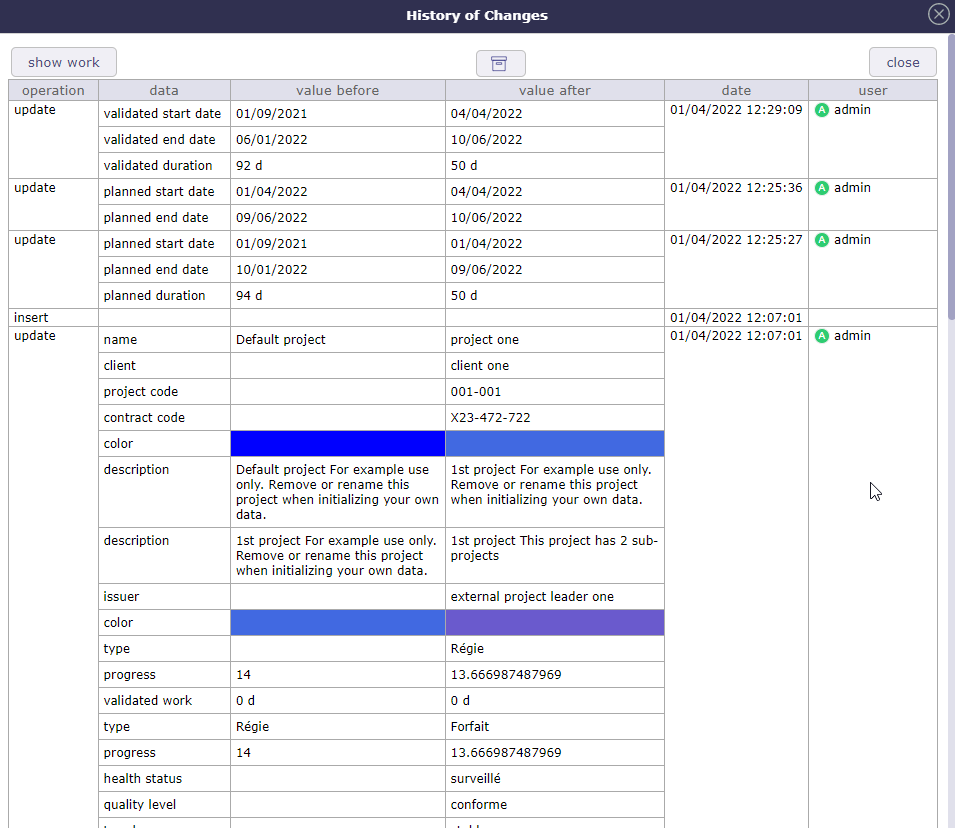 History of Changes
show work
close
operation data value before value after date user
update validated start date 01/09/2021 04/04/2022 01/04/2022 12:29:09 A admin
validated end date 06/01/2022 10/06/2022
validated duration 92 d 50 d
update planned start date 01/04/2022 04/04/2022 01/04/2022 12:25:36 A admin
planned end date 09/06/2022 10/06/2022
update planned start date 01/09/2021 01/04/2022 01/04/2022 12:25:27 A admin
planned end date 10/01/2022 09/06/2022
planned duration 94 d 50 d
insert 01/04/2022 12:07:01
update name Default project project one 01/04/2022 12:07:01 A admin
client client one
project code 001-001
contract code X23-472-722
color
description Default project For example use 1st project For example use only.
only. Remove or rename this Remove or rename this project
project when initializing your own when initializing your own data.
data.
description 1st project For example use only. 1st project This project has 2 sub-
Remove or rename this project projects
when initializing your own data.
issuer external project leader one
color
type Régie
progress 14 13.666987487969
validated work 0 d 0 d
type Régie Forfait
progress 14 13.666987487969
health status surveillé
quality level conforme